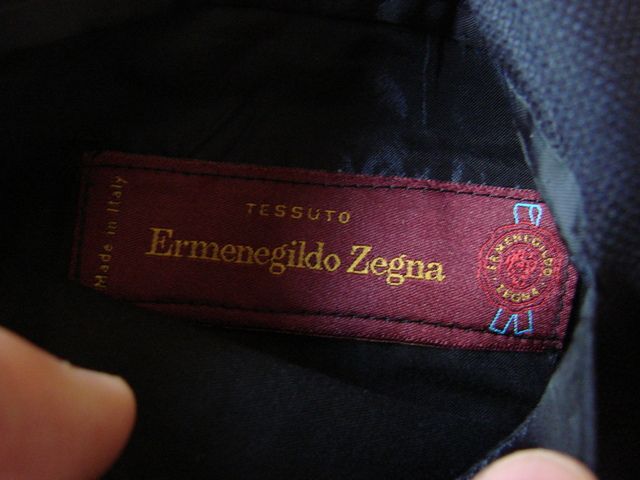 Made in Italy
TESSUTO
Ermenegildo Zegna
ERMENEGILDO
ZEGNA